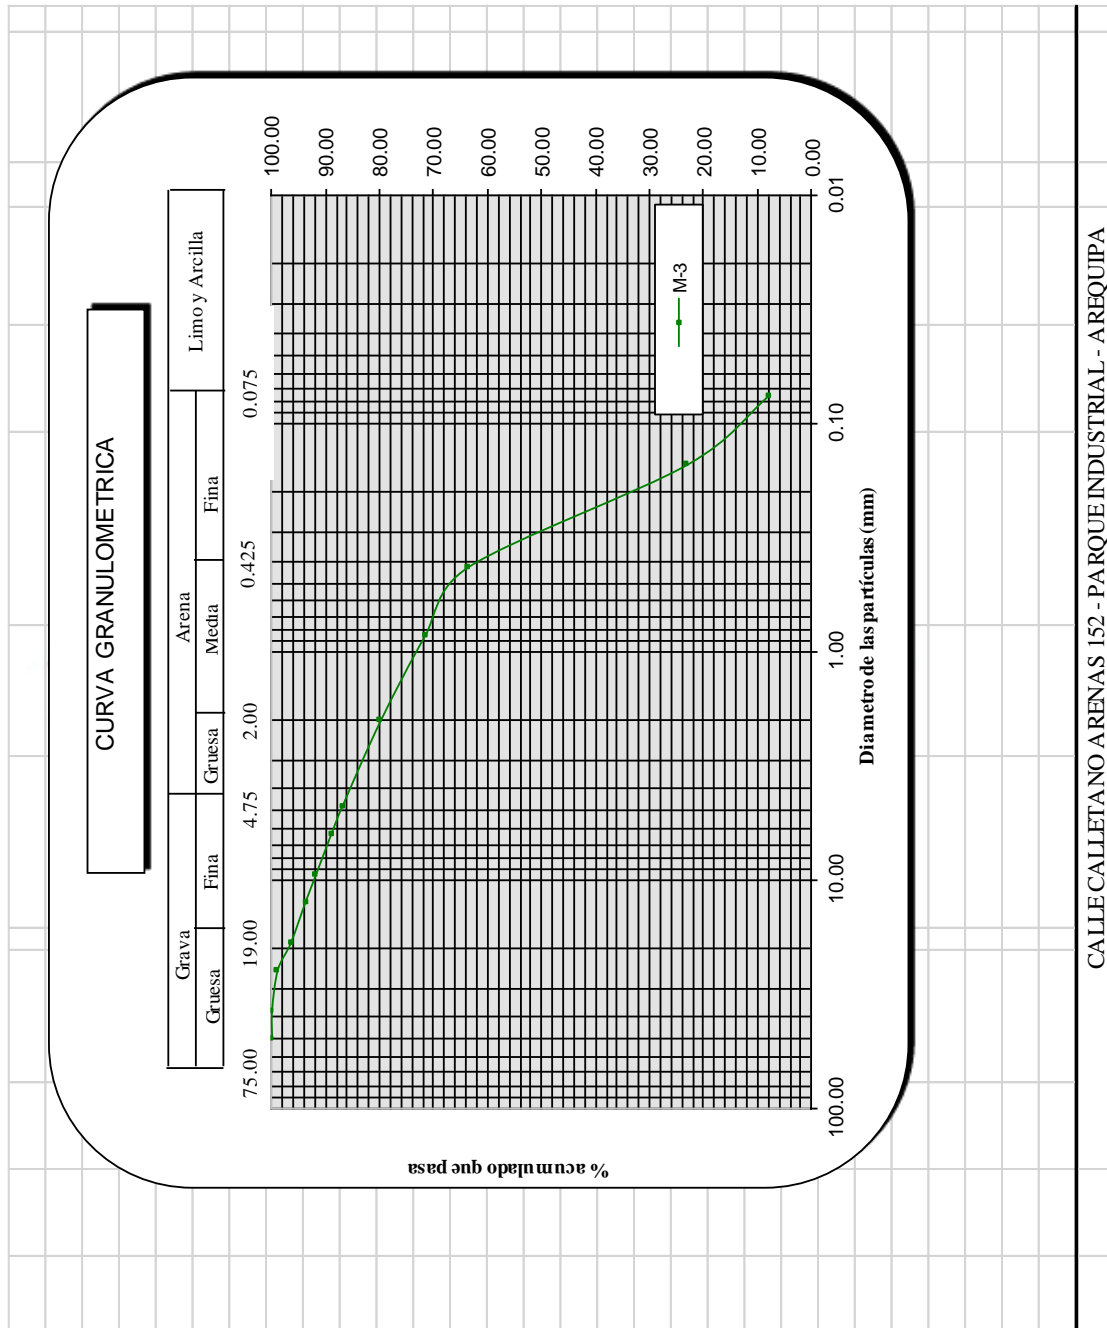 CURVA GRANULOMETRICA
Grava
Arena
Limo y Arcilla
Gruesa
Fina
Gruesa
Media
Fina
75.00
19.00
4.75
2.00
0.425
0.075
100.00
90.00
80.00
70.00
60.00
50.00
40.00
30.00
20.00
10.00
0.00
M-3
100.00
10.00
1.00
0.10
0.01
Diametro de las partículas (mm)
% acumulado que pasa
CALLE CALLETANO ARENAS 152 - PARQUE INDUSTRIAL - AREQUIPA